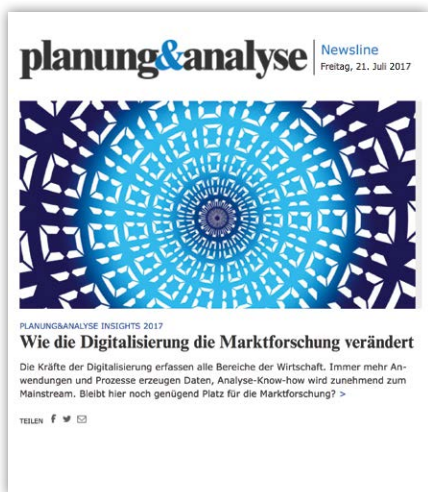 planung&analyse
Newsline
Freitag, 21. Juli 2017
PLANUNG&ANALYSE INSIGHTS 2017
Wie die Digitalisierung die Marktforschung verändert
Die Kräfte der Digitalisierung erfassen alle Bereiche der Wirtschaft. Immer mehr An-
wendungen und Prozesse erzeugen Daten, Analyse-Know-how wird zunehmend zum
Mainstream. Bleibt hier noch genügend Platz für die Marktforschung? >
TEILEN